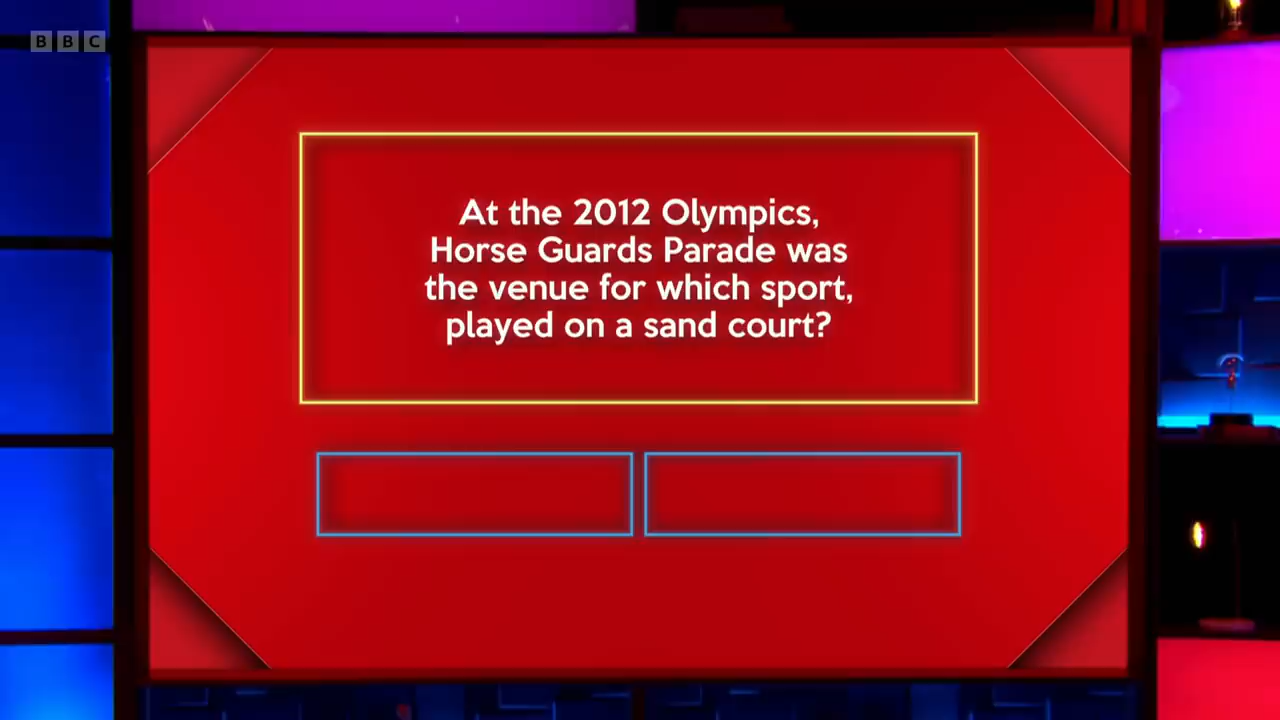 BBC
At the 2012 Olympics,
Horse Guards Parade was
the venue for which sport,
played on a sand court?